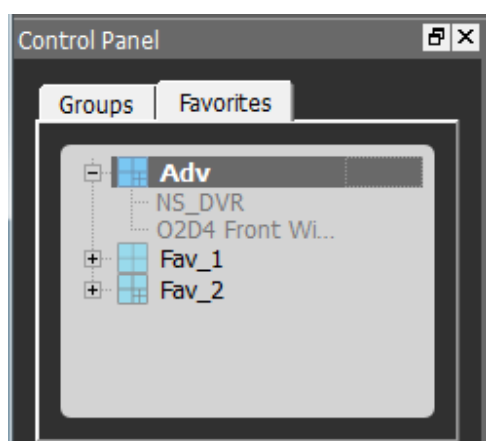 Control Panel
Groups Favorites
Adv
NS_DVR
O2D4 Front Wi...
Fav_1
Fav_2